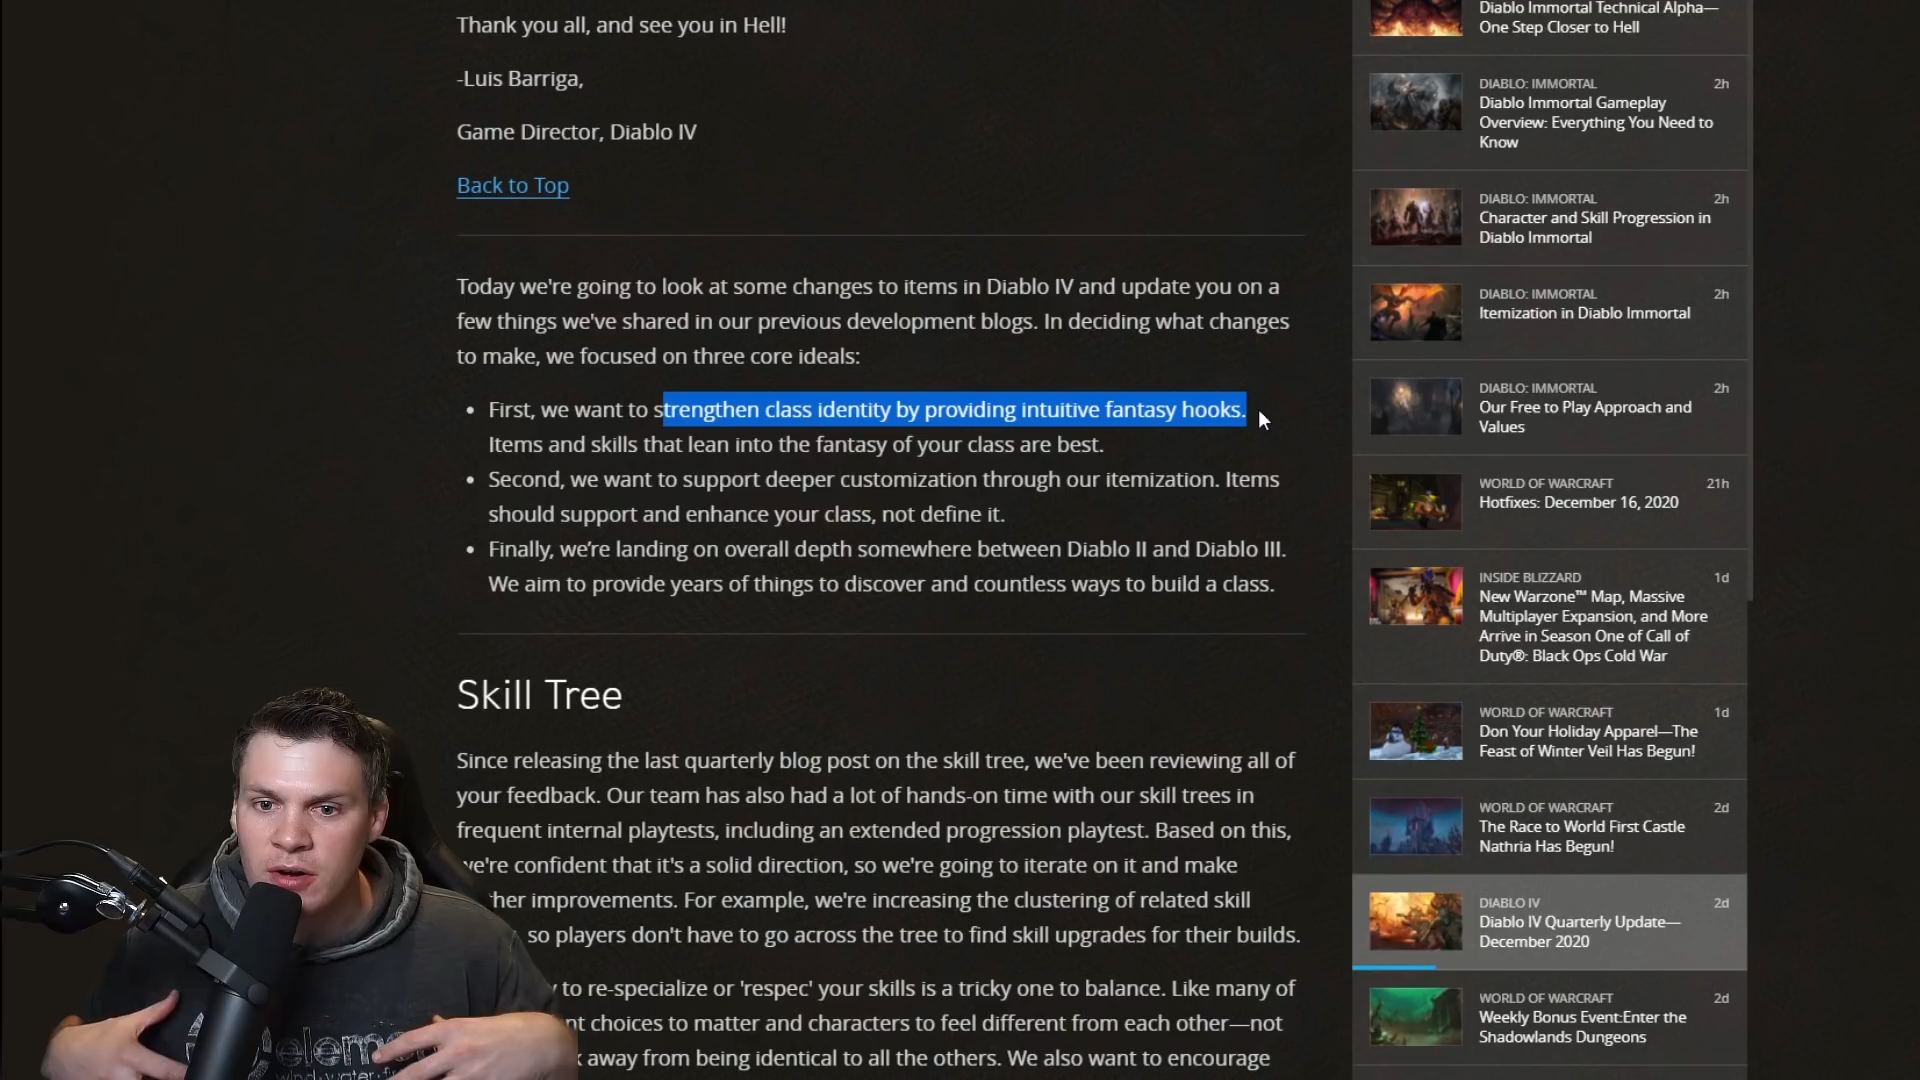 Thank you all, and see you in Hell!
-Luis Barriga,
Game Director, Diablo IV
Back to Top
Today we're going to look at some changes to items in Diablo IV and update you on a
few things we've shared in our previous development blogs. In deciding what changes
to make, we focused on three core ideals:
• First, we want to strengthen class identity by providing intuitive fantasy hooks.
Items and skills that lean into the fantasy of your class are best.
• Second, we want to support deeper customization through our itemization. Items
should support and enhance your class, not define it.
• Finally, we’re landing on overall depth somewhere between Diablo II and Diablo III.
We aim to provide years of things to discover and countless ways to build a class.
Skill Tree
Since releasing the last quarterly blog post on the skill tree, we've been reviewing all of
your feedback. Our team has also had a lot of hands-on time with our skill trees in
frequent internal playtests, including an extended progression playtest. Based on this,
we're confident that it's a solid direction, so we're going to iterate on it and make
improvements. For example, we're increasing the clustering of related skill
so players don't have to go across the tree to find skill upgrades for their builds.
to re-specialize or 'respec' your skills is a tricky one to balance. Like many of
choices to matter and characters to feel different from each other—not
away from being identical to all the others. We also want to encourage
element
Diablo Immortal Technical Alpha—
One Step Closer to Hell
DIABLO: IMMORTAL 2h
Diablo Immortal Gameplay
Overview: Everything You Need to
Know
DIABLO: IMMORTAL 2h
Character and Skill Progression in
Diablo Immortal
DIABLO: IMMORTAL 2h
Itemization in Diablo Immortal
DIABLO: IMMORTAL 2h
Our Free to Play Approach and
Values
WORLD OF WARCRAFT 21h
Hotfixes: December 16, 2020
INSIDE BLIZZARD 1d
New Warzone™ Map, Massive
Multiplayer Expansion, and More
Arrive in Season One of Call of
Duty®: Black Ops Cold War
WORLD OF WARCRAFT 1d
Don Your Holiday Apparel—The
Feast of Winter Veil Has Begun!
WORLD OF WARCRAFT 2d
The Race to World First Castle
Nathria Has Begun!
DIABLO IV 2d
Diablo IV Quarterly Update—
December 2020
WORLD OF WARCRAFT 2d
Weekly Bonus Event:Enter the
Shadowlands Dungeons